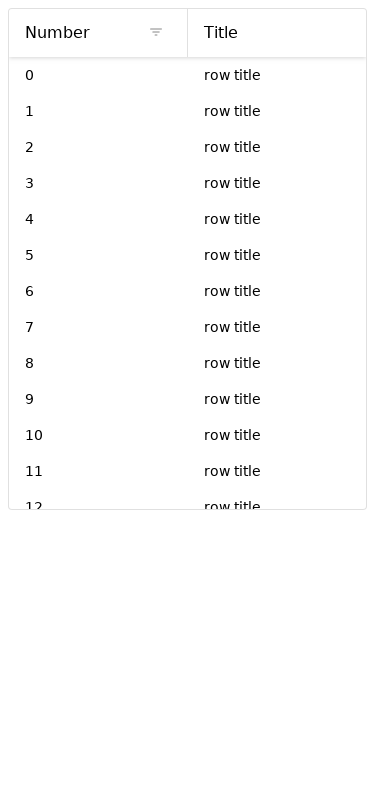 Number Title
0 row title
1 row title
2 row title
3 row title
4 row title
5 row title
6 row title
7 row title
8 row title
9 row title
10 row title
11 row title
12 row title